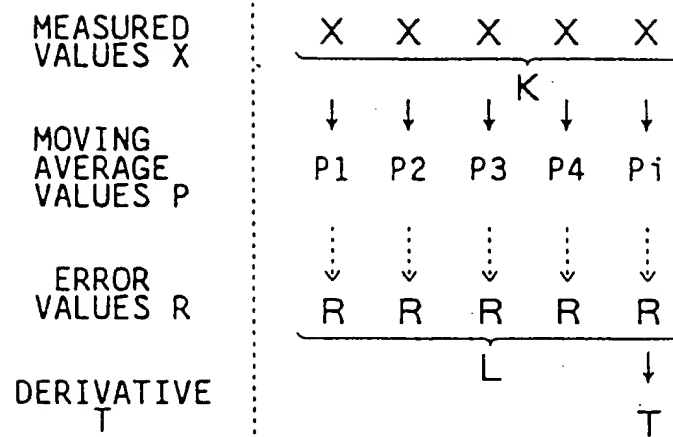 MEASURED
VALUES X
X X X X X
K
MOVING
AVERAGE
VALUES P
P1 P2 P3 P4 Pi
ERROR
VALUES R
R R R R R
L
DERIVATIVE
T
T